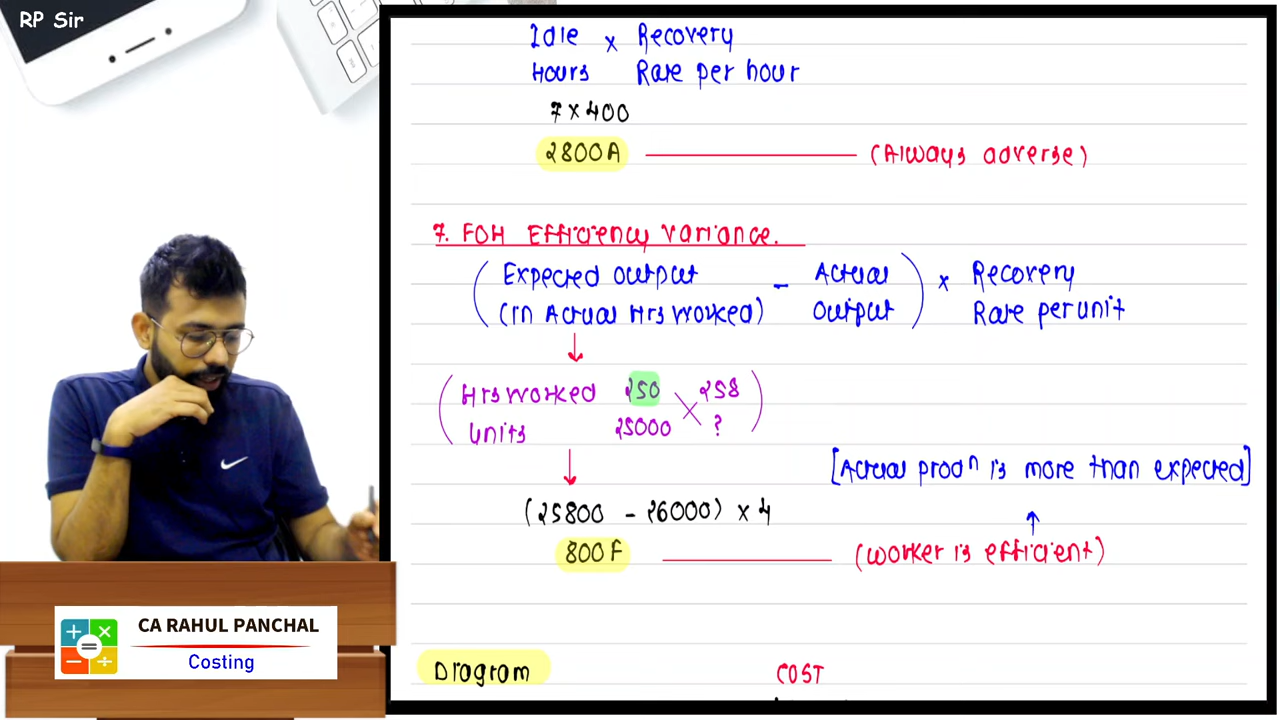 RP Sir
Idle × Recovery
Hours Rate per hour
7 × 400
2800A (Always adverse)
7. FOH Efficiency Variance.
(Expected output - Actual) × Recovery
(In Actual Hrs Worked) Output Rate per unit
(Hrs worked 250 × 258)
Units 25000 ?
[Actual prodn is more than expected]
(25800 - 26000) × 4
800 F (Worker is efficient)
CA RAHUL PANCHAL
Costing
Diagram COST